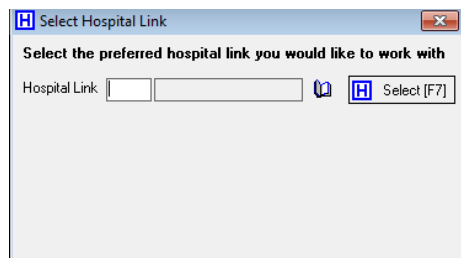 H Select Hospital Link
Select the preferred hospital link you would like to work with
Hospital Link
H Select [F7]